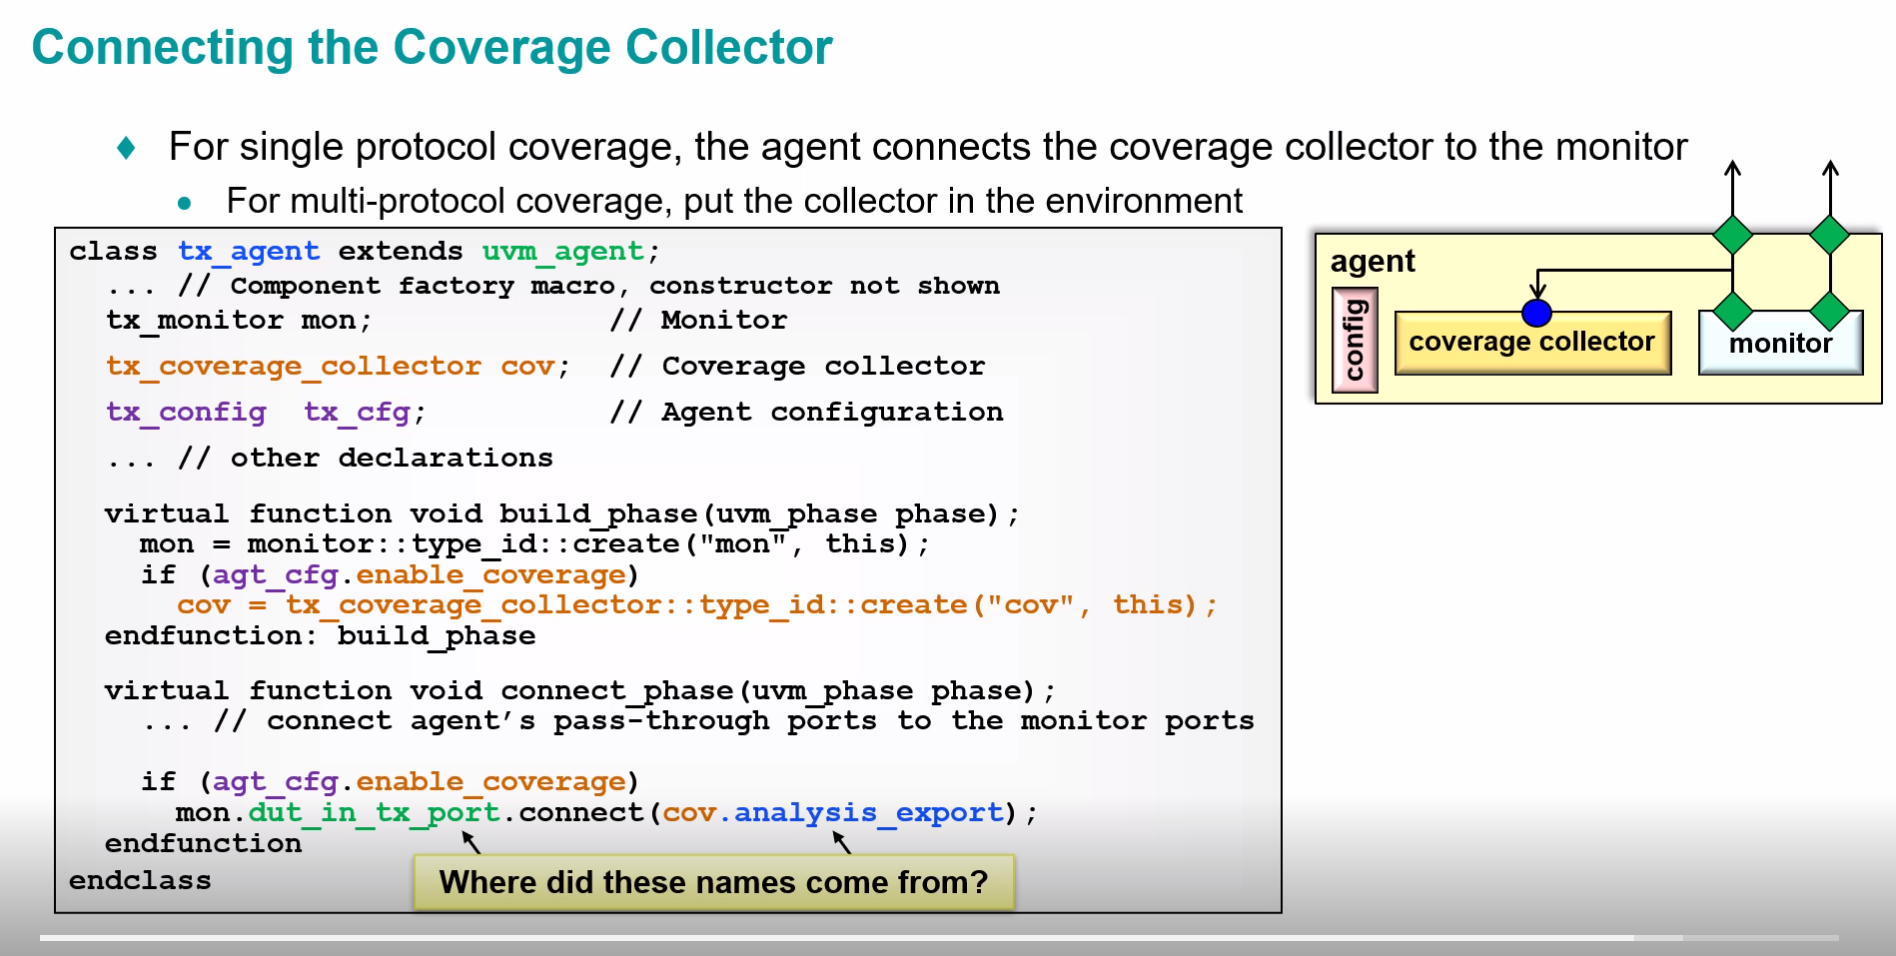 Connecting the Coverage Collector
♦ For single protocol coverage, the agent connects the coverage collector to the monitor
• For multi-protocol coverage, put the collector in the environment
class tx_agent extends uvm_agent;
... // Component factory macro, constructor not shown
tx_monitor mon; // Monitor
tx_coverage_collector cov; // Coverage collector
tx_config tx_cfg; // Agent configuration
... // other declarations
virtual function void build_phase(uvm_phase phase);
mon = monitor::type_id::create("mon", this);
if (agt_cfg.enable_coverage)
cov = tx_coverage_collector::type_id::create("cov", this);
endfunction: build_phase
virtual function void connect_phase(uvm_phase phase);
... // connect agent’s pass-through ports to the monitor ports
if (agt_cfg.enable_coverage)
mon.dut_in_tx_port.connect(cov.analysis_export);
endfunction
endclass
Where did these names come from?
agent
config
coverage collector
monitor